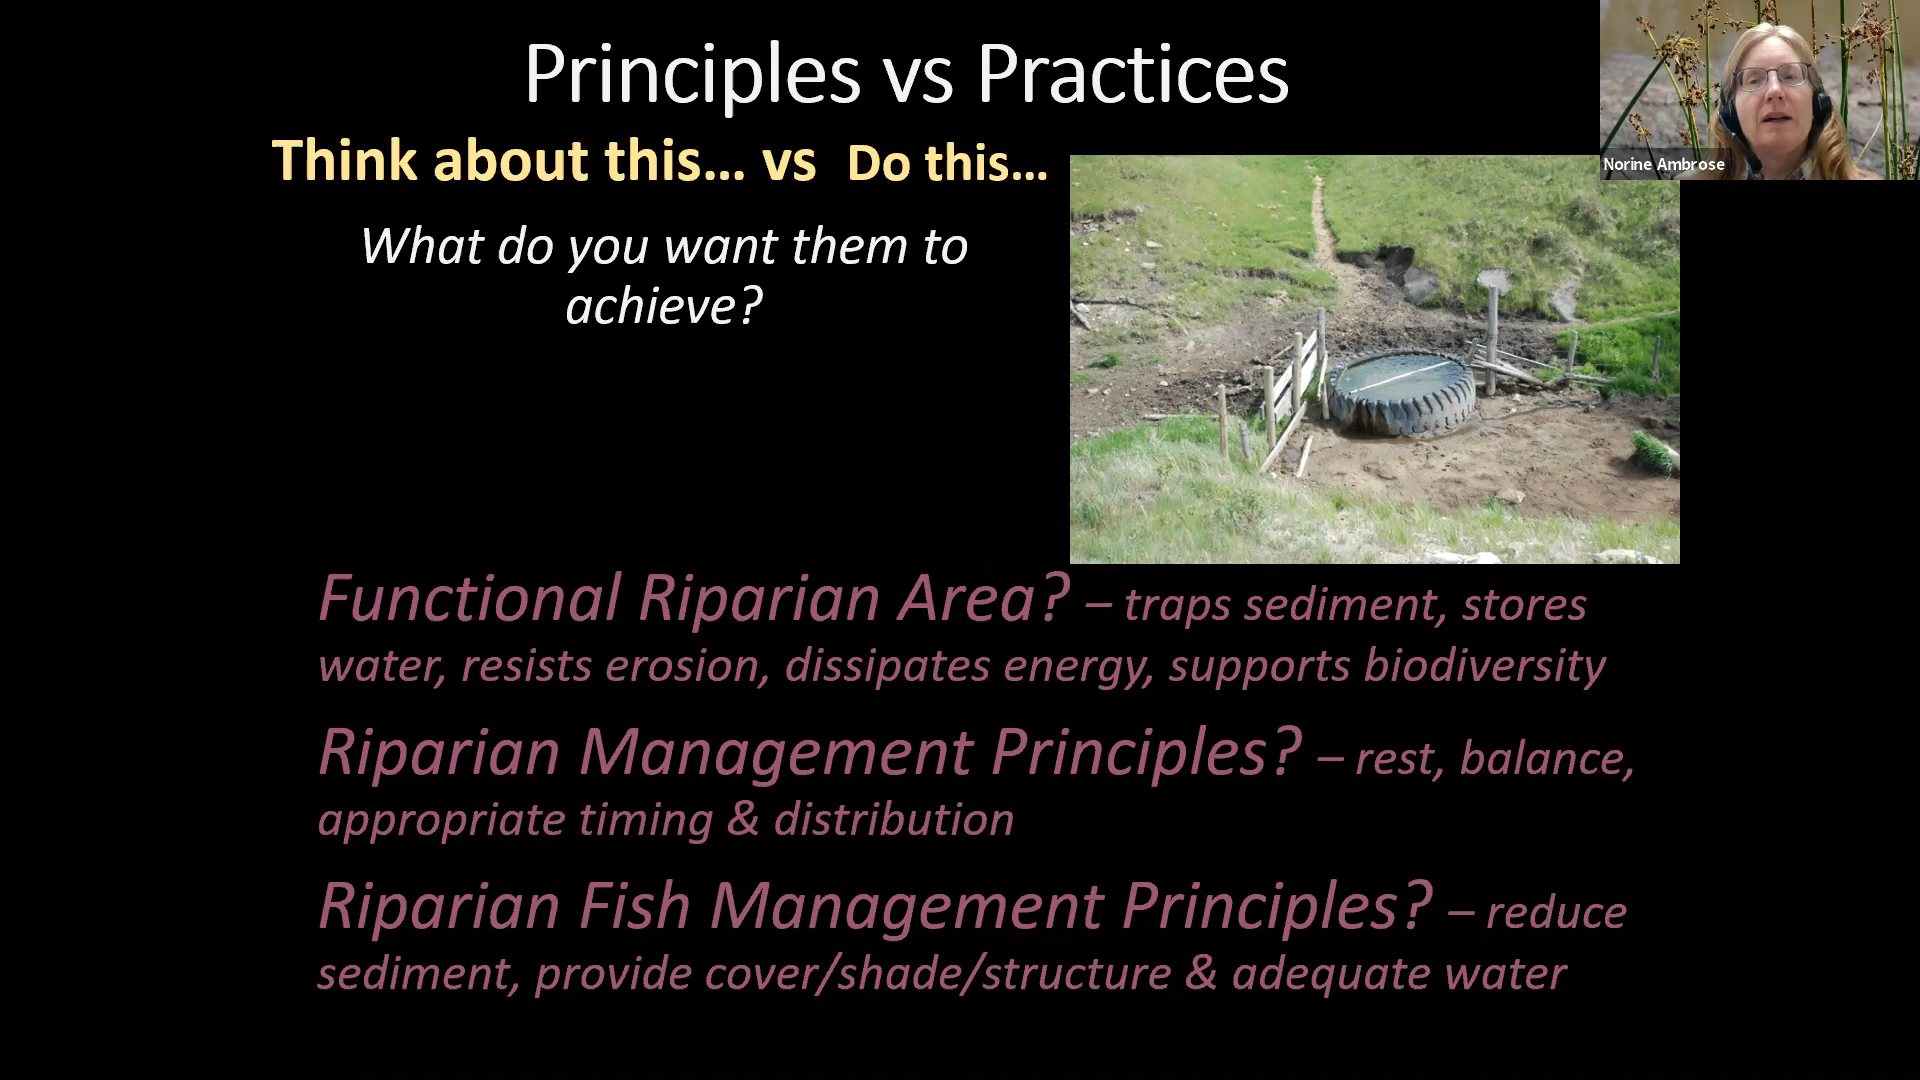 Principles vs Practices
Think about this... vs Do this...
What do you want them to
achieve?
Norine Ambrose
Functional Riparian Area? – traps sediment, stores
water, resists erosion, dissipates energy, supports biodiversity
Riparian Management Principles? – rest, balance,
appropriate timing & distribution
Riparian Fish Management Principles? – reduce
sediment, provide cover/shade/structure & adequate water